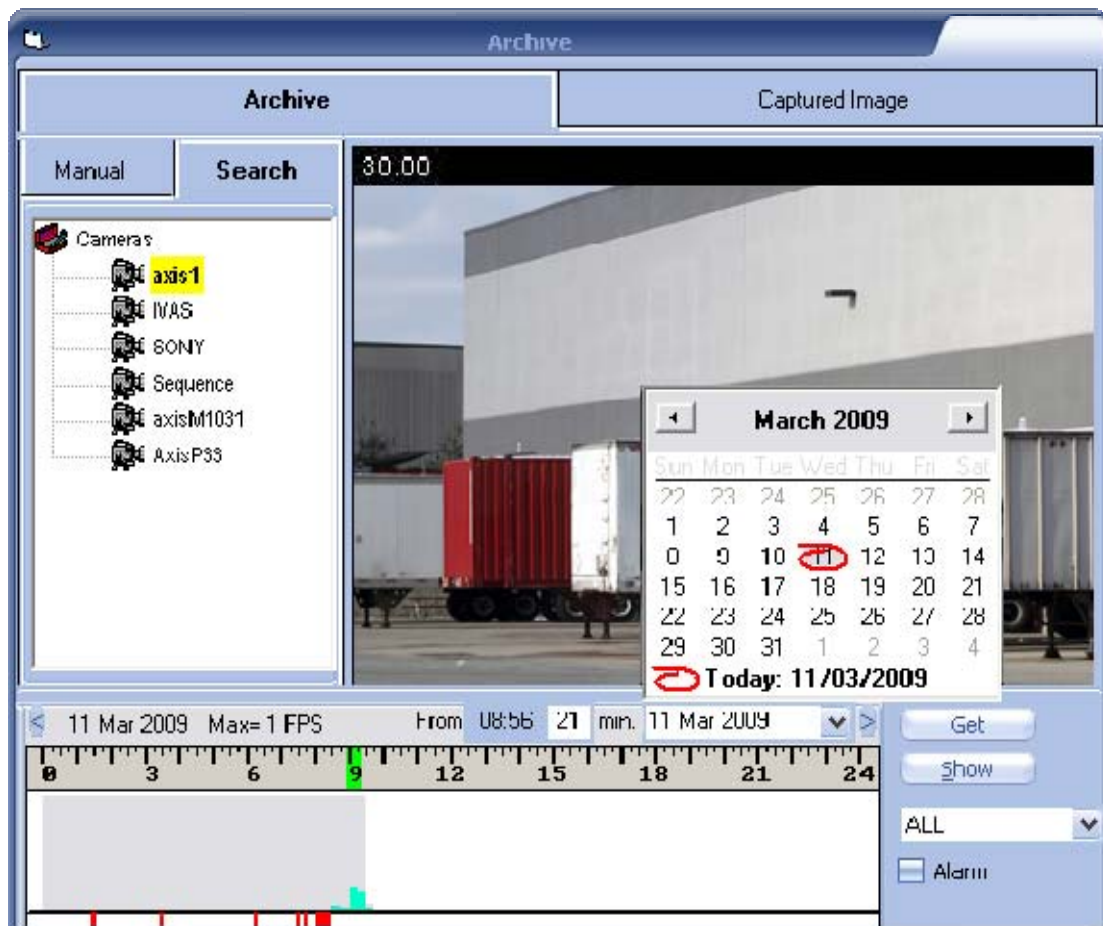 Archive
Archive
Captured Image
Manual
Search
30.00
Cameras
axis1
IVAS
SONY
Sequence
axisM1031
AxisP33
March 2009
Sun Mon Tue Wed Thu Fri Sat
22 23 24 25 26 27 28
1 2 3 4 5 6 7
8 9 10 11 12 13 14
15 16 17 18 19 20 21
22 23 24 25 26 27 28
29 30 31 1 2 3 4
Today: 11/03/2009
< 11 Mar 2009 Max= 1 FPS From 08:56 21 min. 11 Mar 2009 >
Get
0 3 6 9 12 15 18 21 24
Show
ALL
Alarm